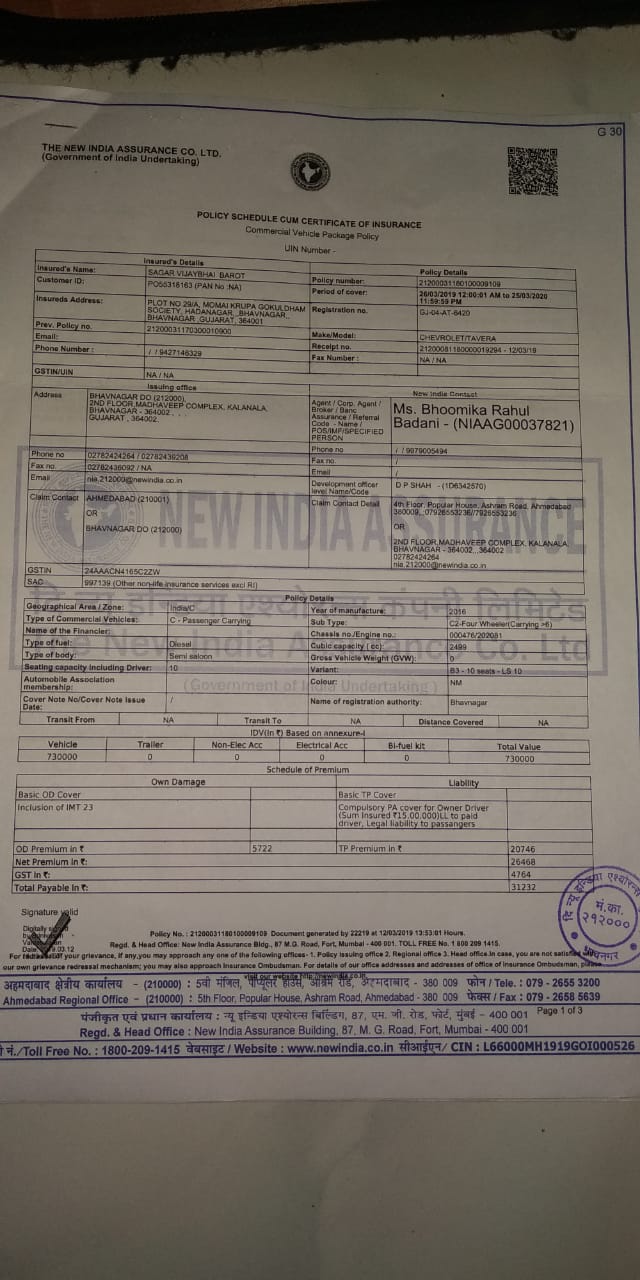 G 30
THE NEW INDIA ASSURANCE CO. LTD.
(Government of India Undertaking)
POLICY SCHEDULE CUM CERTIFICATE OF INSURANCE
Commercial Vehicle Package Policy
UIN Number -
Insured's Details Policy Details
Insured's Name: SAGAR VIJAYBHAI BAROT
Customer ID: PO55316163 (PAN No :NA) Policy number: 21200031180100009109
Period of cover: 26/03/2019 12:00:01 AM to 25/03/2020
11:59:59 PM
Insureds Address: PLOT NO 29/A, MOMAI KRUPA GOKULDHAM
SOCIETY, HADANAGAR, ,BHAVNAGAR,
BHAVNAGAR ,GUJARAT, 364001
Registration no. GJ-04-AT-6420
Prev. Policy no. 21200031170300010900
Make/Model: CHEVROLET/TAVERA
Email: Receipt no. 21200081180000019294 - 12/03/19
Phone Number : / / 9427146329 Fax Number : NA / NA
GSTIN/UIN NA / NA
Issuing office New India Contact
Address BHAVNAGAR DO (212000),
2ND FLOOR,MADHAVEEP COMPLEX, KALANALA,
BHAVNAGAR - 364002, ,
GUJARAT , 364002.
Agent / Corp. Agent /
Broker / Banc
Assurance / Referral
Code - Name /
POS/IMF/SPECIFIED
PERSON
Ms. Bhoomika Rahul
Badani - (NIAAG00037821)
Phone no 02782424264 / 02782439208 Phone no / / 9979005494
Fax no. 02782436092 / NA Fax no. /
Email nia.212000@newindia.co.in Email /
Development officer
level Name/Code D P SHAH - (1D6342570)
Claim Contact AHMEDABAD (210001)
OR
BHAVNAGAR DO (212000)
Claim Contact Detail 4th Floor, Popular House, Ashram Road, Ahmedabad
380009, ,07926553236//7926553236
OR
2ND FLOOR,MADHAVEEP COMPLEX, KALANALA,
BHAVNAGAR - 364002, ,364002
02782424264
nia.212000@newindia.co.in
GSTIN 24AAACN4165C2ZW
SAC 997139 (Other non-life insurance services excl RI)
NEW INDIA ASSURANCE
दि न्यू इन्डिया एश्योरन्स कंपनी लिमिटेड
The New India Assurance Co. Ltd
(Government of India Undertaking)
Policy Details
Geographical Area / Zone: India/C Year of manufacture: 2016
Type of Commercial Vehicles: C - Passenger Carrying Sub Type: C2-Four Wheeler(Carrying >6)
Name of the Financier: Chassis no./Engine no.: 000476/202081
Type of fuel: Diesel Cubic capacity (cc): 2499
Type of body: Semi saloon Gross Vehicle Weight (GVW): 0
Seating capacity including Driver: 10 Variant: B3 - 10 seats - LS 10
Automobile Association
membership: Colour: NM
Cover Note No/Cover Note Issue
Date: / Name of registration authority: Bhavnagar
Transit From NA Transit To NA Distance Covered NA
IDV(in ₹) Based on annexure-I
Vehicle Trailer Non-Elec Acc Electrical Acc Bi-fuel kit Total Value
730000 0 0 0 0 730000
Schedule of Premium
Own Damage Liability
Basic OD Cover Basic TP Cover
Inclusion of IMT 23 Compulsory PA cover for Owner Driver
(Sum Insured ₹15,00,000)LL to paid
driver, Legal liability to passengers
OD Premium in ₹ 5722 TP Premium in ₹ 20746
Net Premium in ₹: 26468
GST in ₹: 4764
Total Payable in ₹: 31232
Signature valid
Digitally
Policy No. : 21200031180100009109 Document generated by 22219 at 12/03/2019 13:53:01 Hours.
Regd. & Head Office: New India Assurance Bldg., 87 M.G. Road, Fort, Mumbai - 400 001. TOLL FREE No. 1 800 209 1415.
For redressal of your grievance, if any,you may approach any one of the following offices- 1. Policy issuing office 2. Regional office 3. Head office.In case, you are not satisfied with
our own grievance redressal mechanism; you may also approach Insurance Ombudsman. For details of our office addresses and addresses of office of Insurance Ombudsman, please
visit our website http://newindia.co.in
दि न्यू इन्डिया एश्योरन्स
मं.का.
२१२०००
भावनगर
अहमदाबाद क्षेत्रीय कार्यालय - (210000) : 5वी मंजिल, पॉप्युलर हाउस, आश्रम रोड, अहमदाबाद - 380 009 फोन / Tele. : 079 - 2655 3200
Ahmedabad Regional Office - (210000) : 5th Floor, Popular House, Ashram Road, Ahmedabad - 380 009 फेक्स / Fax : 079 - 2658 5639
पंजीकृत एवं प्रधान कार्यालय : न्यू इन्डिया एश्योरन्स बिल्डिंग, 87, एम. जी. रोड, फोर्ट, मुंबई - 400 001 Page 1 of 3
Regd. & Head Office : New India Assurance Building, 87, M. G. Road, Fort, Mumbai - 400 001
नं./Toll Free No. : 1800-209-1415 वेबसाइट / Website : www.newindia.co.in सीआईएन/ CIN : L66000MH1919GOI000526